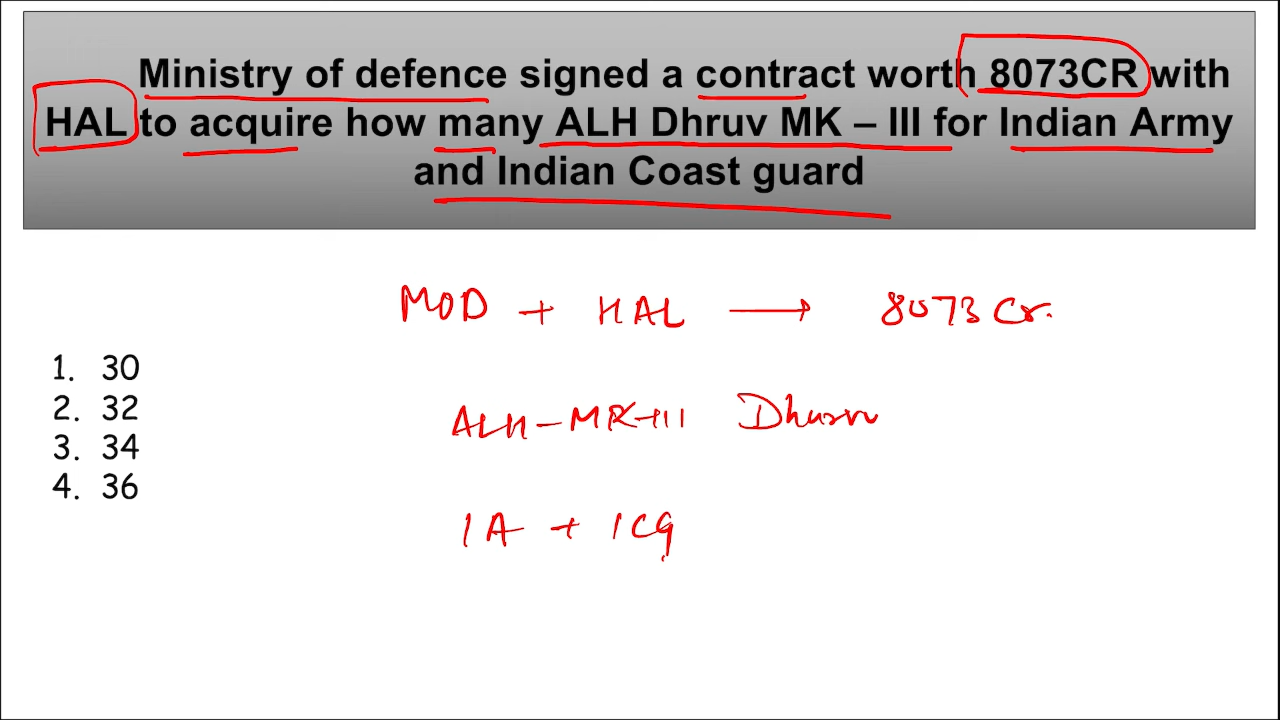 Ministry of defence signed a contract worth 8073CR with
HAL to acquire how many ALH Dhruv MK – III for Indian Army
and Indian Coast guard
MOD + HAL → 8073 Cr.
1. 30
2. 32
3. 34
4. 36
ALH-MK-III Dhruv
IA + ICG